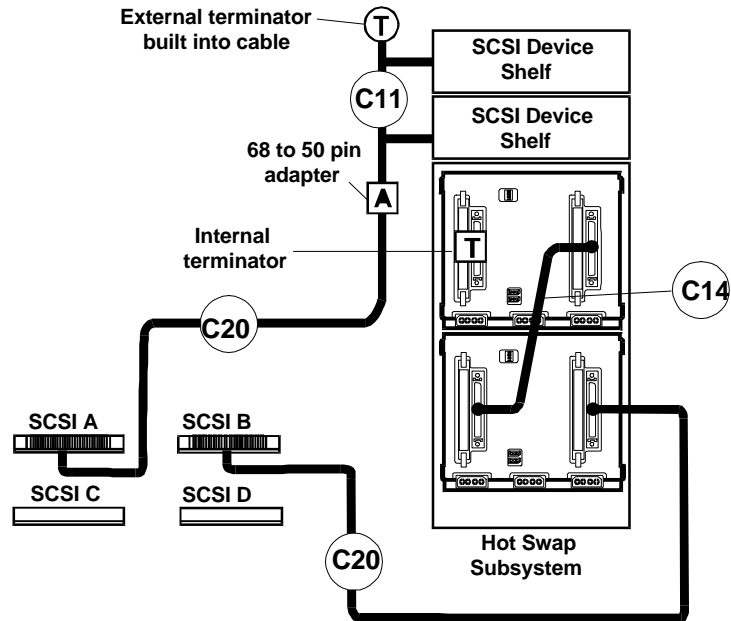 External terminator
built into cable
T
SCSI Device
Shelf
C11
SCSI Device
Shelf
68 to 50 pin
adapter
A
Internal
terminator
T
C14
C20
SCSI A
SCSI B
SCSI C
SCSI D
C20
Hot Swap
Subsystem